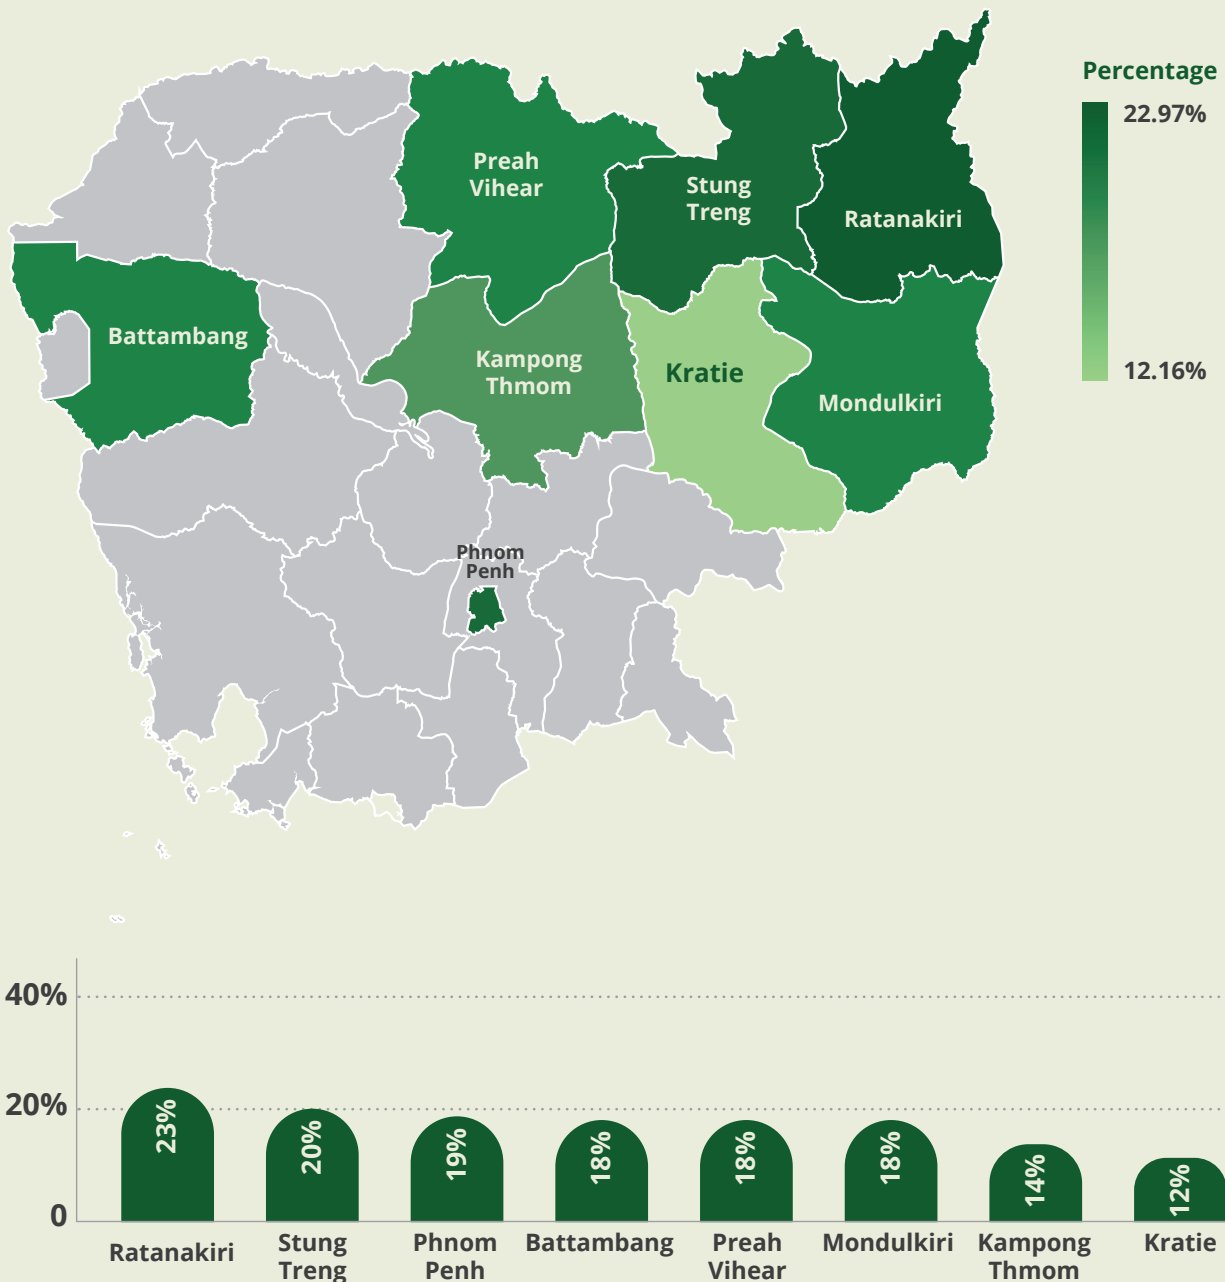 Percentage
22.97%
12.16%
Preah
Vihear
Stung
Treng
Ratanakiri
Battambang
Kampong
Thmom
Kratie
Mondulkiri
Phnom
Penh
40%
20%
0
23%
20%
19%
18%
18%
18%
14%
12%
Ratanakiri
Stung
Treng
Phnom
Penh
Battambang
Preah
Vihear
Mondulkiri
Kampong
Thmom
Kratie